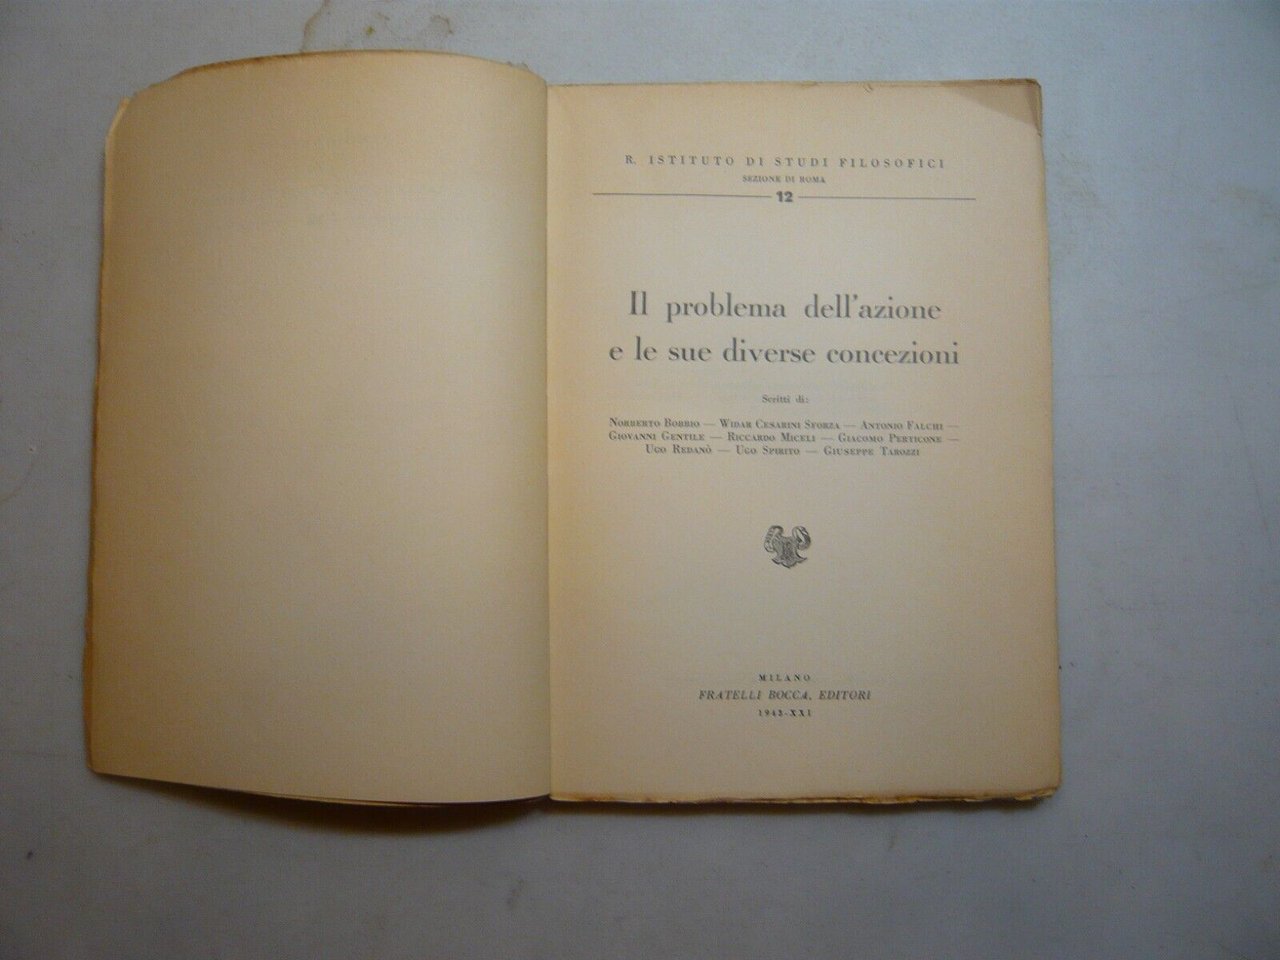 R. ISTITUTO DI STUDI FILOSOFICI
SEZIONE DI ROMA
12
Il problema dell'azione
e le sue diverse concezioni
Scritti di:
NORBERTO BOBBIO — WIDAR CESARINI SFORZA — ANTONIO FALCHI —
GIOVANNI GENTILE — RICCARDO MICELI — GIACOMO PERTICONE —
UGO REDANÒ — UGO SPIRITO — GIUSEPPE TAROZZI
MILANO
FRATELLI BOCCA, EDITORI
1943-XXI